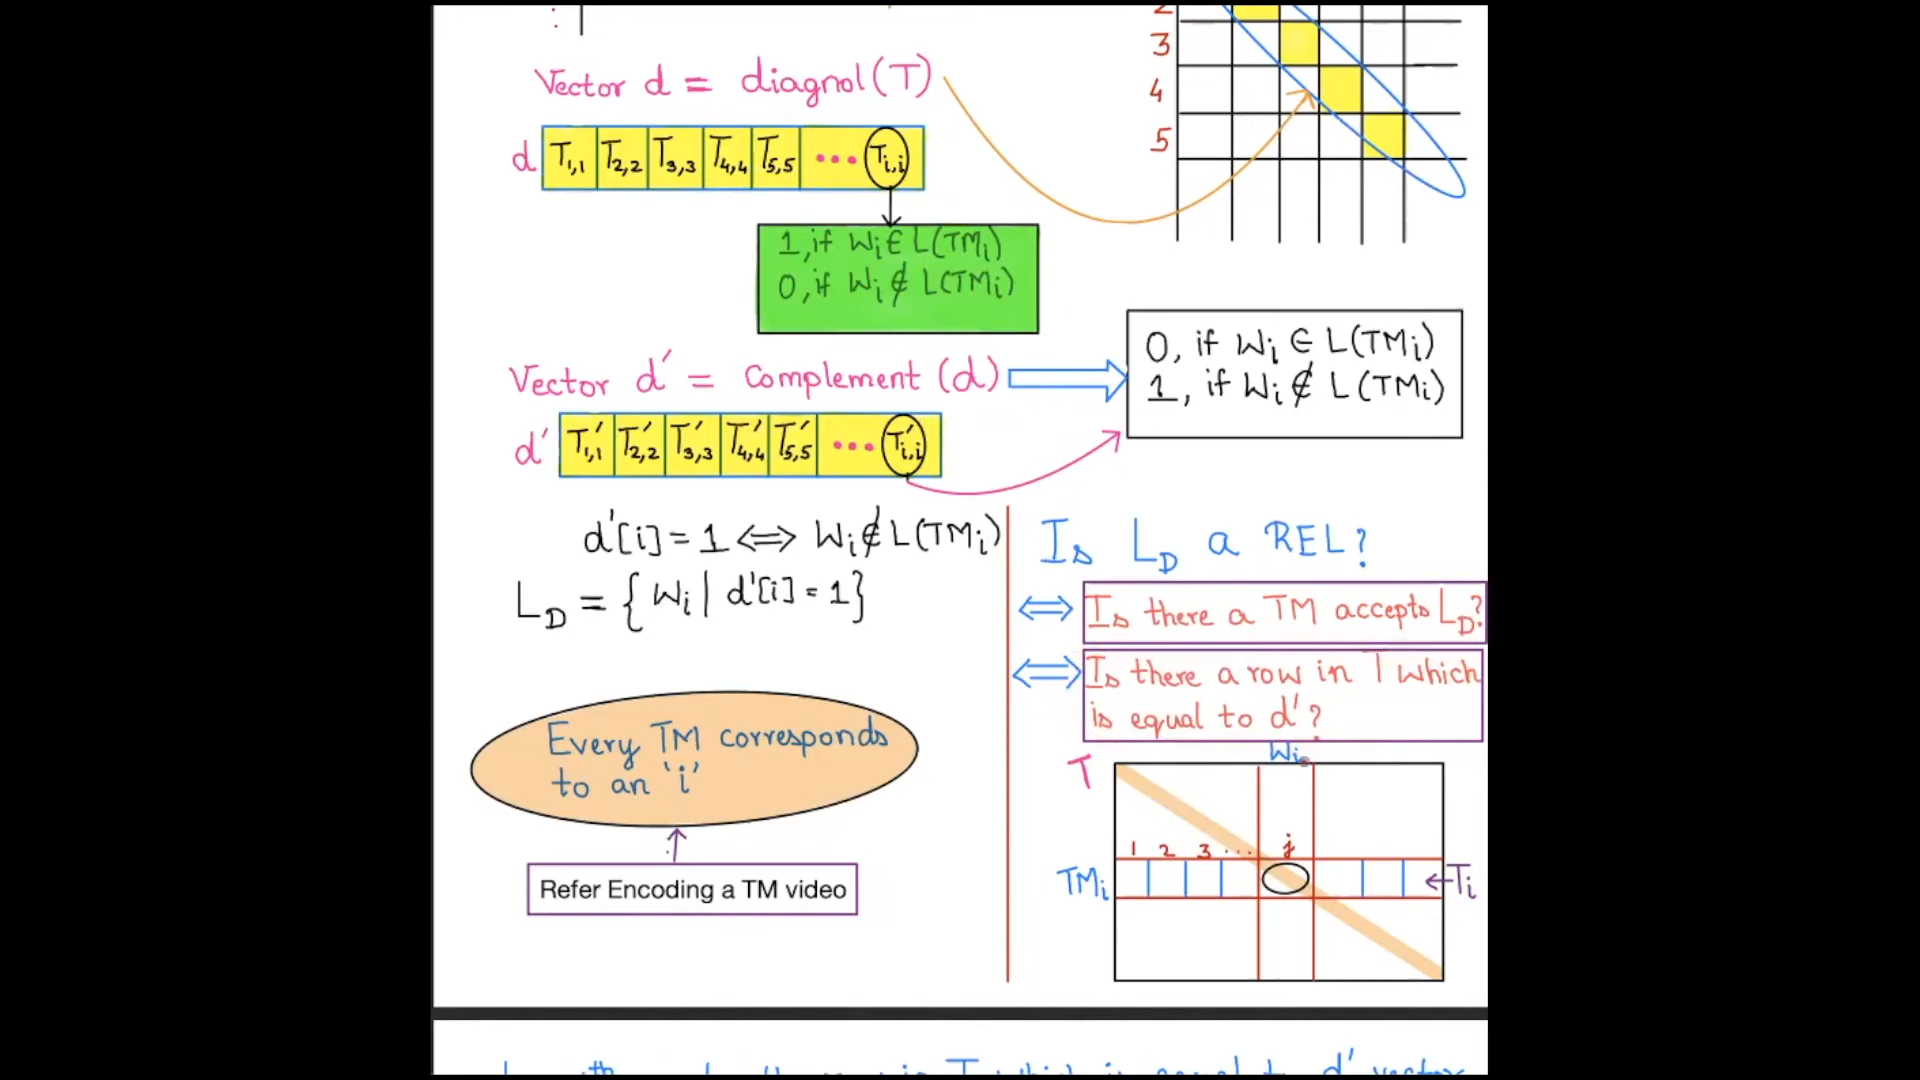 2
3
4
5
Vector d = diagnol(T)
d T1,1 T2,2 T3,3 T4,4 T5,5 ... Ti,i
1, if Wi ∈ L(TMi)
0, if Wi ∉ L(TMi)
0, if Wi ∈ L(TMi)
1, if Wi ∉ L(TMi)
Vector d' = Complement (d)
d' T'1,1 T'2,2 T'3,3 T'4,4 T'5,5 ... T'i,i
d'[i] = 1 ⟺ Wi ∉ L(TMi)
LD = { Wi | d'[i] = 1}
Is LD a REL?
⟺ Is there a TM accepts LD?
⟺ Is there a row in T which
is equal to d'?
Every TM corresponds
to an 'i'
Refer Encoding a TM video
Wi
T
1 2 3 ... j
TMi ←Ti